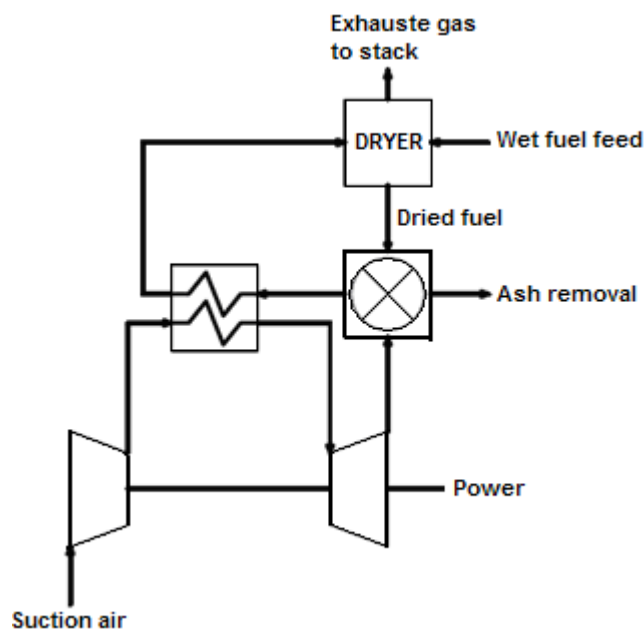 Exhauste gas
to stack
DRYER
Wet fuel feed
Dried fuel
Ash removal
Power
Suction air